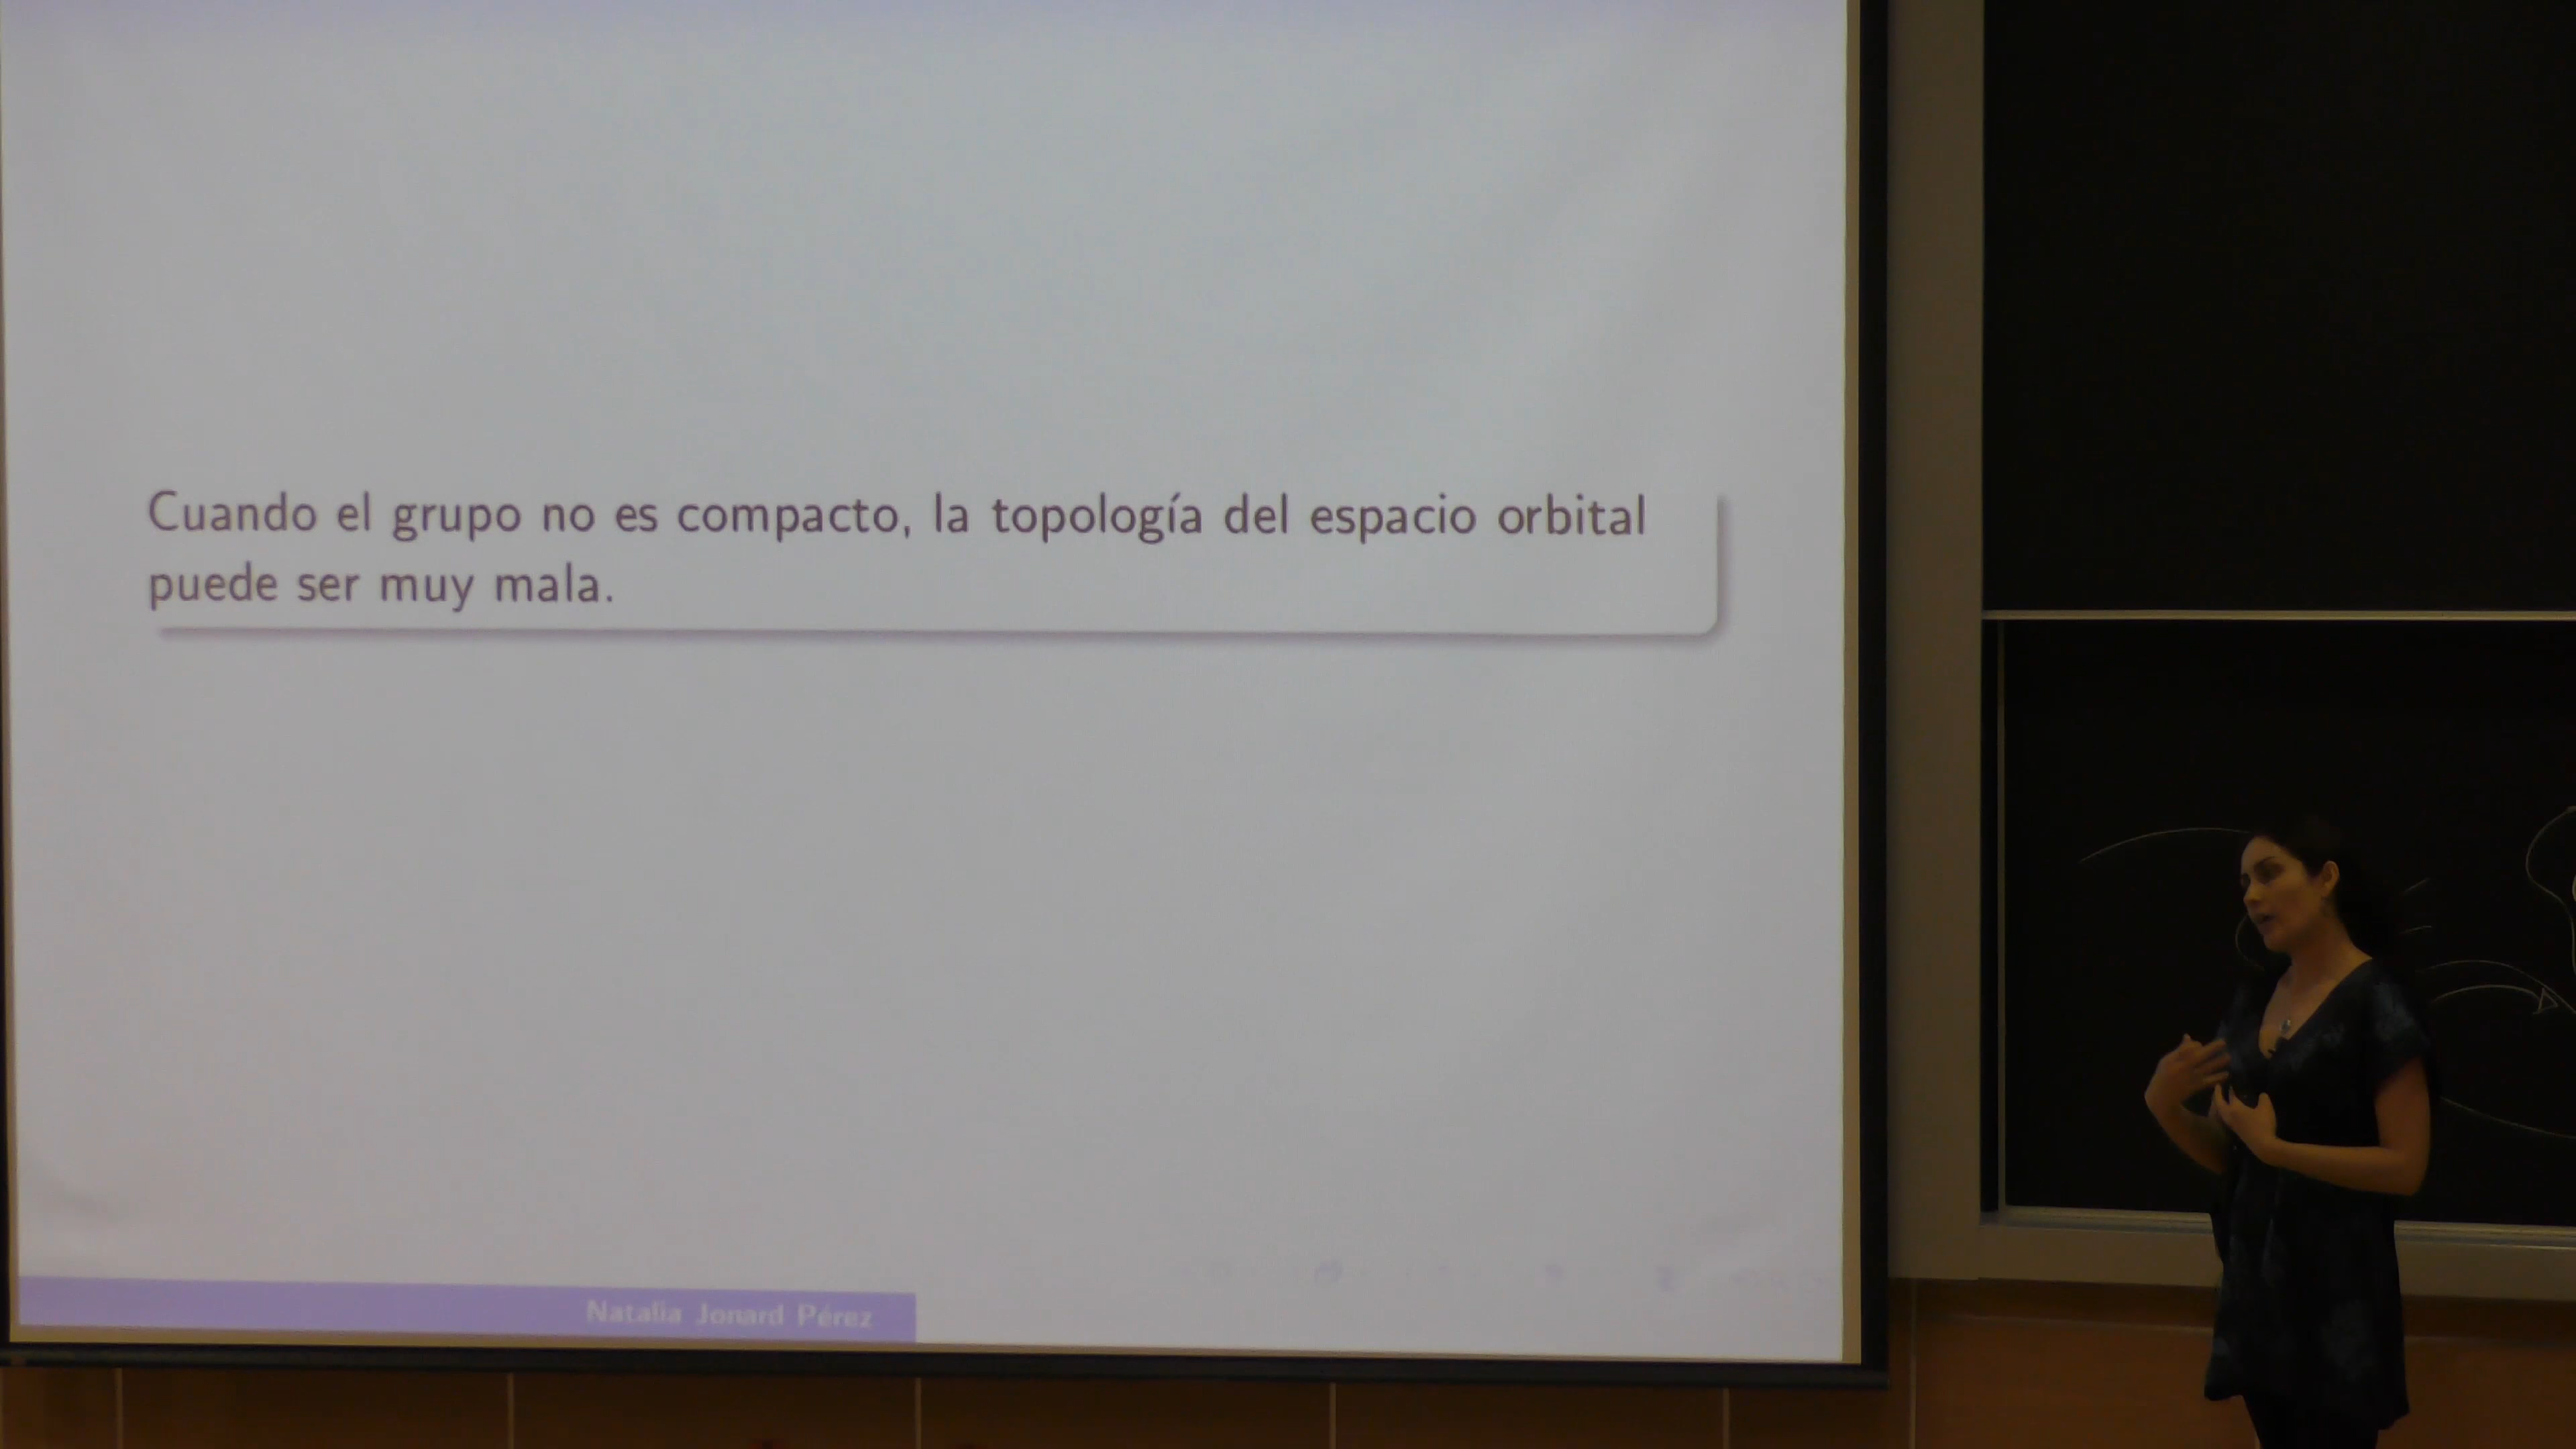 Cuando el grupo no es compacto, la topología del espacio orbital
puede ser muy mala.
Natalia Jonard Pérez